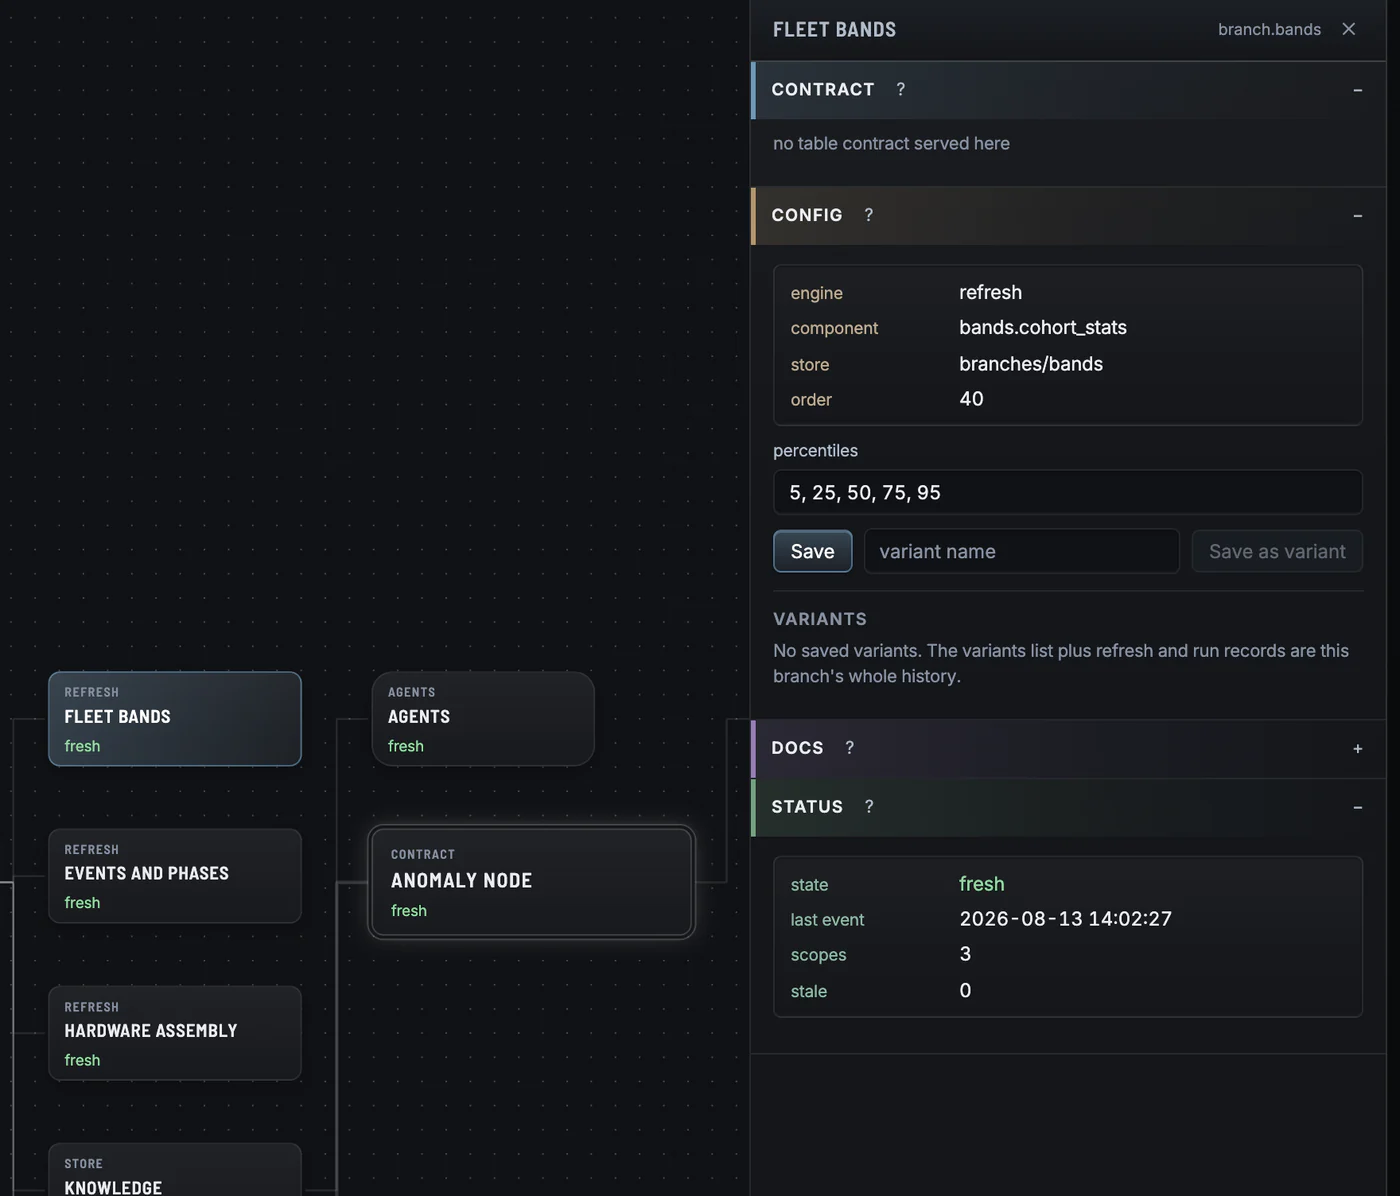 FLEET BANDS
branch.bands ×
CONTRACT ? −
no table contract served here
CONFIG ? −
engine refresh
component bands.cohort_stats
store branches/bands
order 40
percentiles
5, 25, 50, 75, 95
Save variant name Save as variant
VARIANTS
No saved variants. The variants list plus refresh and run records are this
branch's whole history.
DOCS ? +
STATUS ? −
state fresh
last event 2026-08-13 14:02:27
scopes 3
stale 0
REFRESH
FLEET BANDS
fresh
AGENTS
AGENTS
fresh
REFRESH
EVENTS AND PHASES
fresh
CONTRACT
ANOMALY NODE
fresh
REFRESH
HARDWARE ASSEMBLY
fresh
STORE
KNOWLEDGE